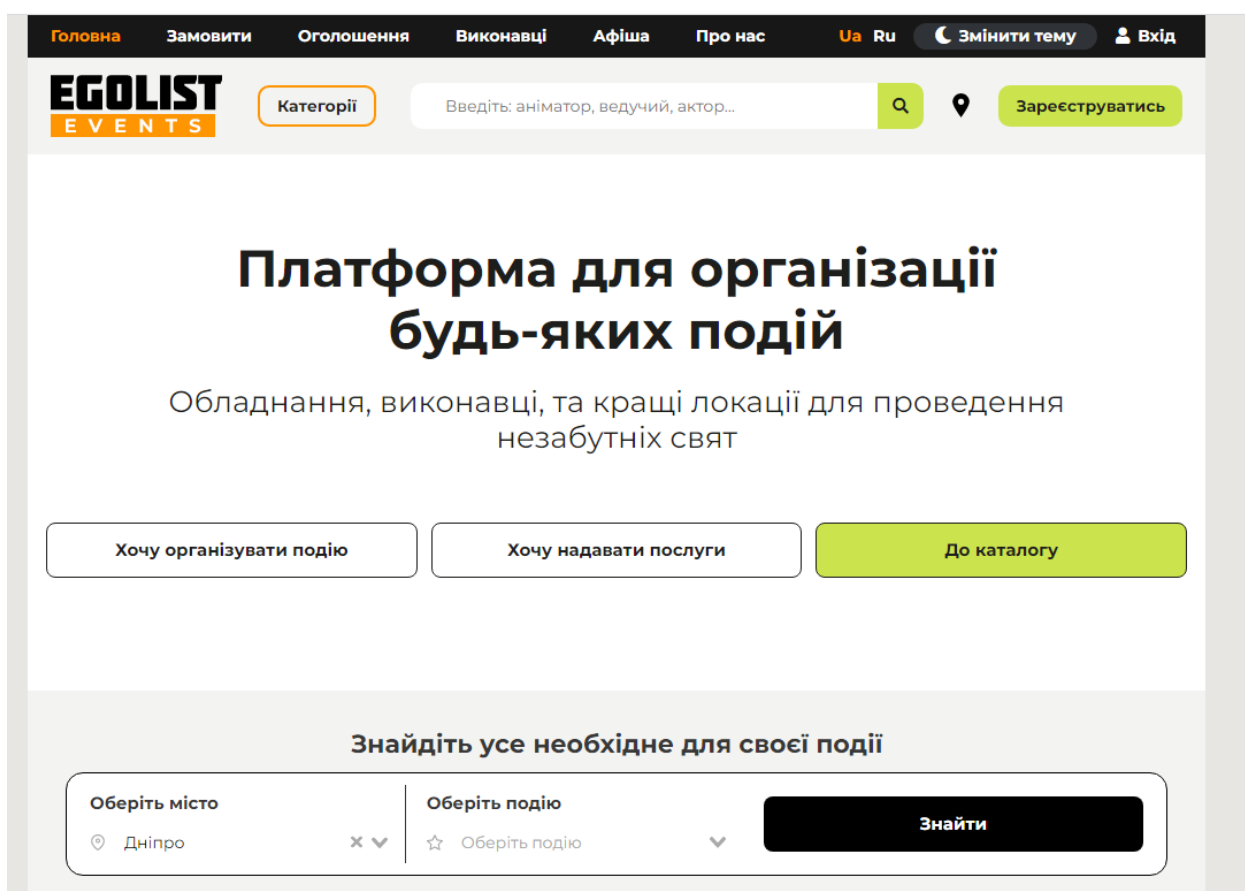 Головна Замовити Оголошення Виконавці Афіша Про нас Ua Ru Змінити тему Вхід
EGOLIST
EVENTS
Категорії
Введіть: аніматор, ведучий, актор...
Зареєструватись
Платформа для організації
будь-яких подій
Обладнання, виконавці, та кращі локації для проведення
незабутніх свят
Хочу організувати подію
Хочу надавати послуги
До каталогу
Знайдіть усе необхідне для своєї події
Оберіть місто
Дніпро
Оберіть подію
Оберіть подію
Знайти